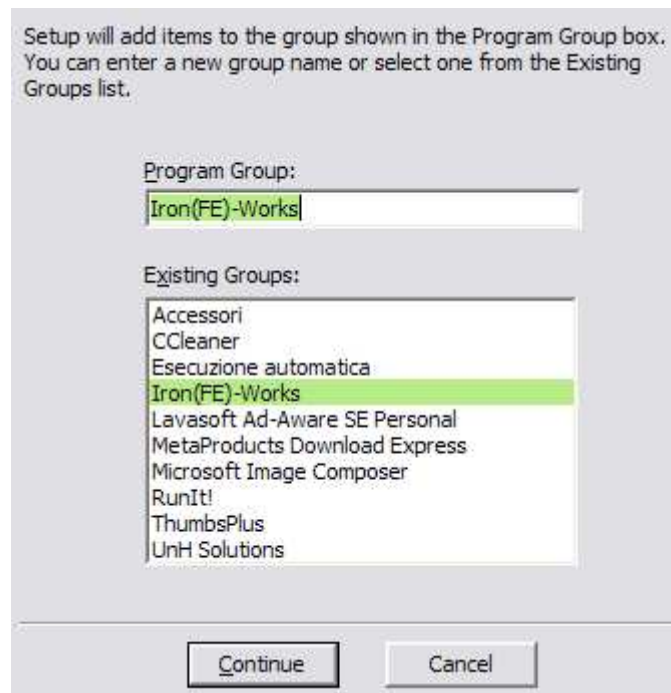 Setup will add items to the group shown in the Program Group box.
You can enter a new group name or select one from the Existing
Groups list.
Program Group:
Iron(FE)-Works
Existing Groups:
Accessori
CCleaner
Esecuzione automatica
Iron(FE)-Works
Lavasoft Ad-Aware SE Personal
MetaProducts Download Express
Microsoft Image Composer
RunIt!
ThumbsPlus
UnH Solutions
Continue
Cancel